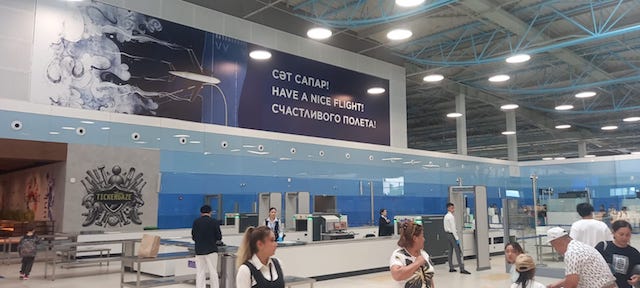 СӘТ САПАР!
HAVE A NICE FLIGHT!
СЧАСТЛИВОГО ПОЛЕТА!